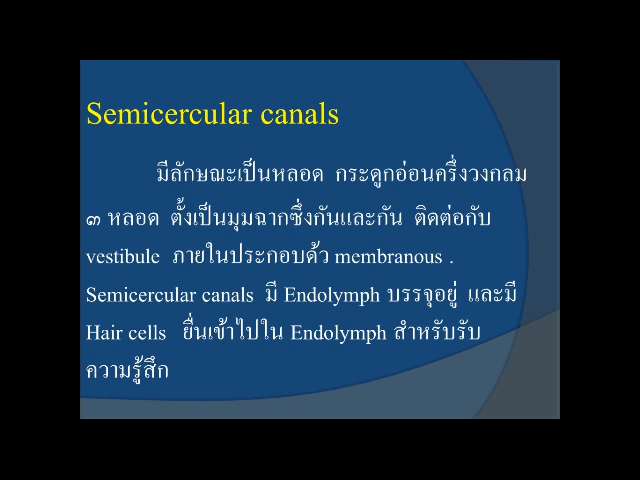 Semicercular canals
มีลักษณะเป็นหลอด กระดูกอ่อนครึ่งวงกลม
๓ หลอด ตั้งเป็นมุมฉากซึ่งกันและกัน ติดต่อกับ
vestibule ภายในประกอบด้ว membranous .
Semicercular canals มี Endolymph บรรจุอยู่ และมี
Hair cells ยื่นเข้าไปใน Endolymph สำหรับรับ
ความรู้สึก